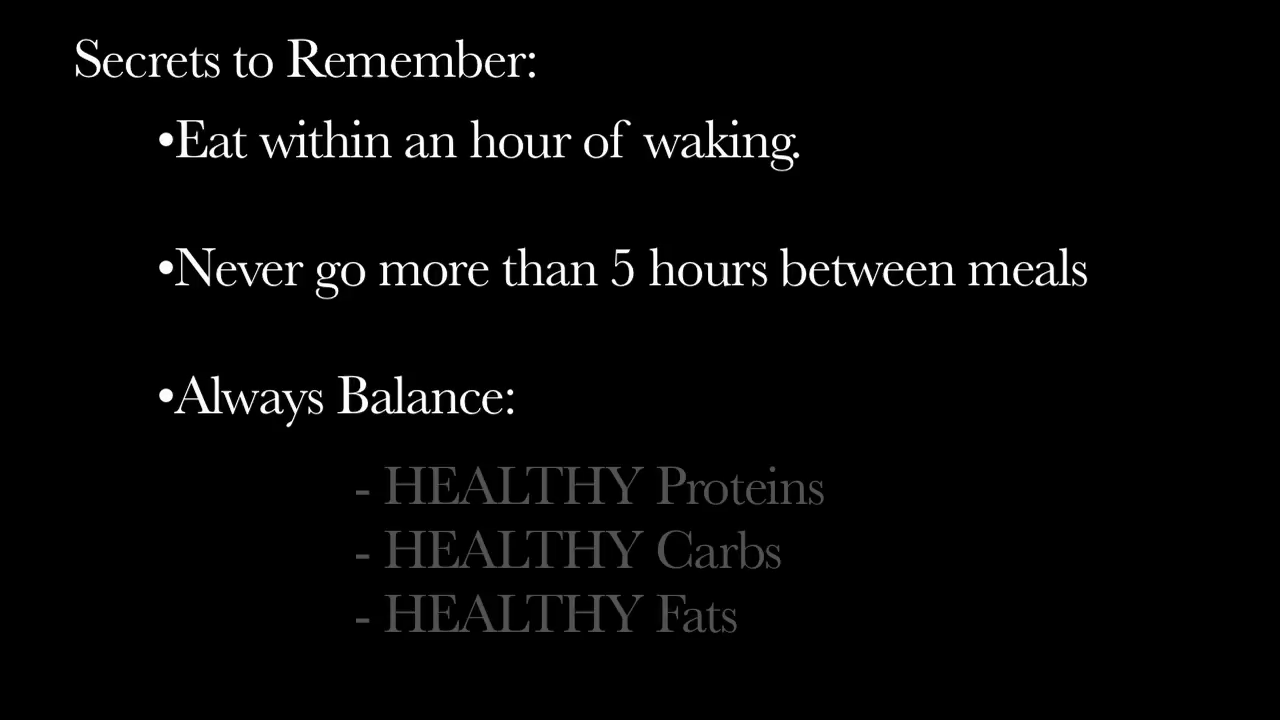 Secrets to Remember:
•Eat within an hour of waking.
•Never go more than 5 hours between meals
•Always Balance:
- HEALTHY Proteins
- HEALTHY Carbs
- HEALTHY Fats